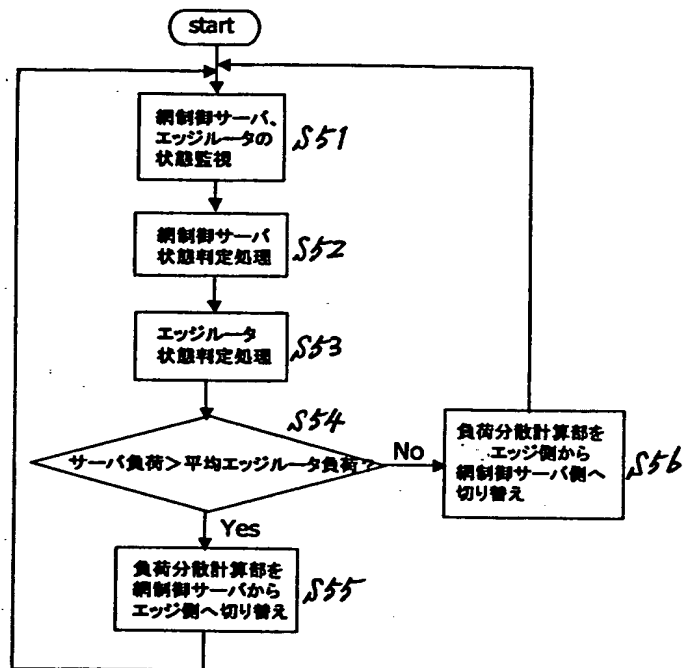 start
網制御サーバ、
エッジルータの
状態監視
S51
網制御サーバ
状態判定処理
S52
エッジルータ
状態判定処理
S53
S54
サーバ負荷>平均エッジルータ負荷?
No
Yes
負荷分散計算部を
エッジ側から
網制御サーバ側へ
切り替え
S56
負荷分散計算部を
網制御サーバから
エッジ側へ切り替え
S55